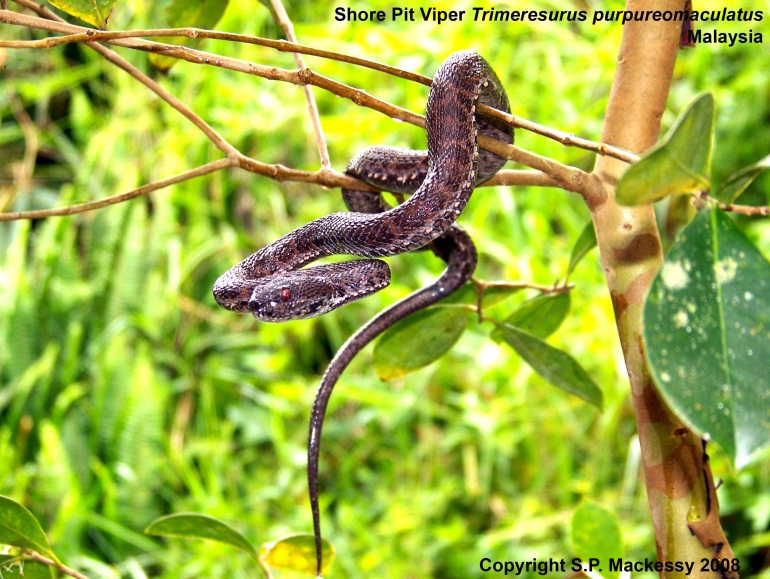 Shore Pit Viper Trimeresurus purpureomaculatus
Malaysia
Copyright S.P. Mackessy 2008